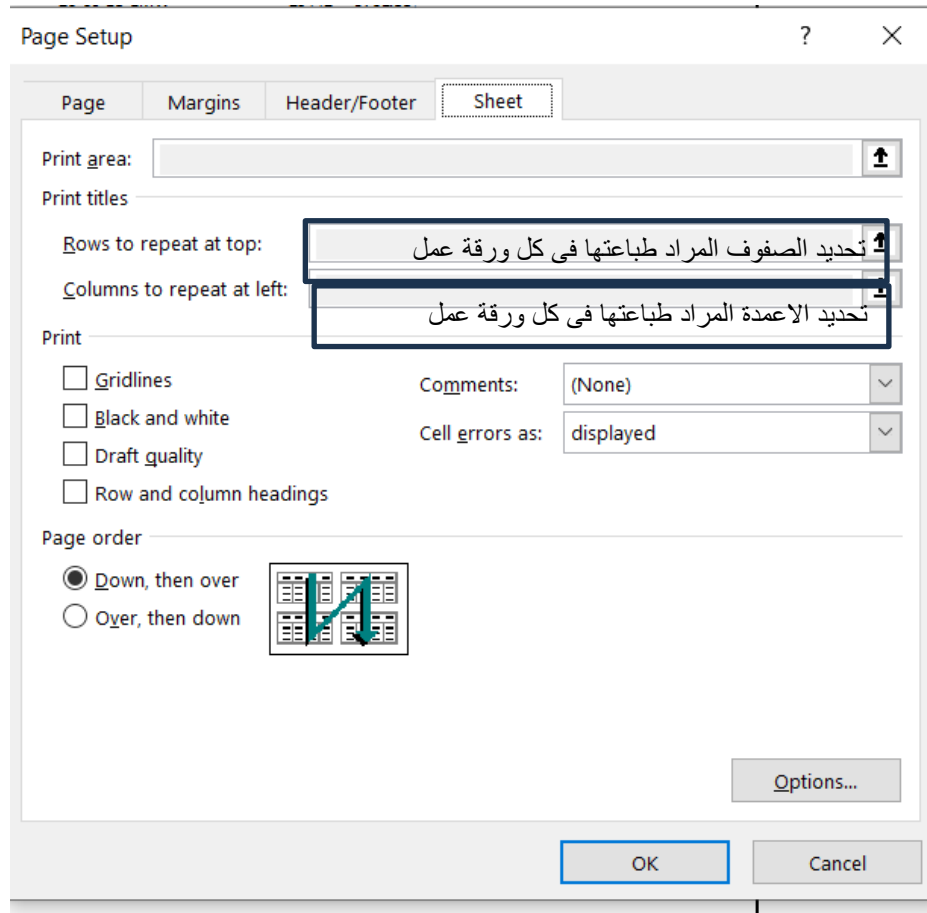 Page Setup
?
Page Margins Header/Footer Sheet
Print area:
Print titles
Rows to repeat at top:
تحديد الصفوف المراد طباعتها فى كل ورقة عمل
Columns to repeat at left:
تحديد الاعمدة المراد طباعتها فى كل ورقة عمل
Print
Gridlines
Comments: (None)
Black and white
Cell errors as: displayed
Draft quality
Row and column headings
Page order
Down, then over
Over, then down
Options...
OK Cancel